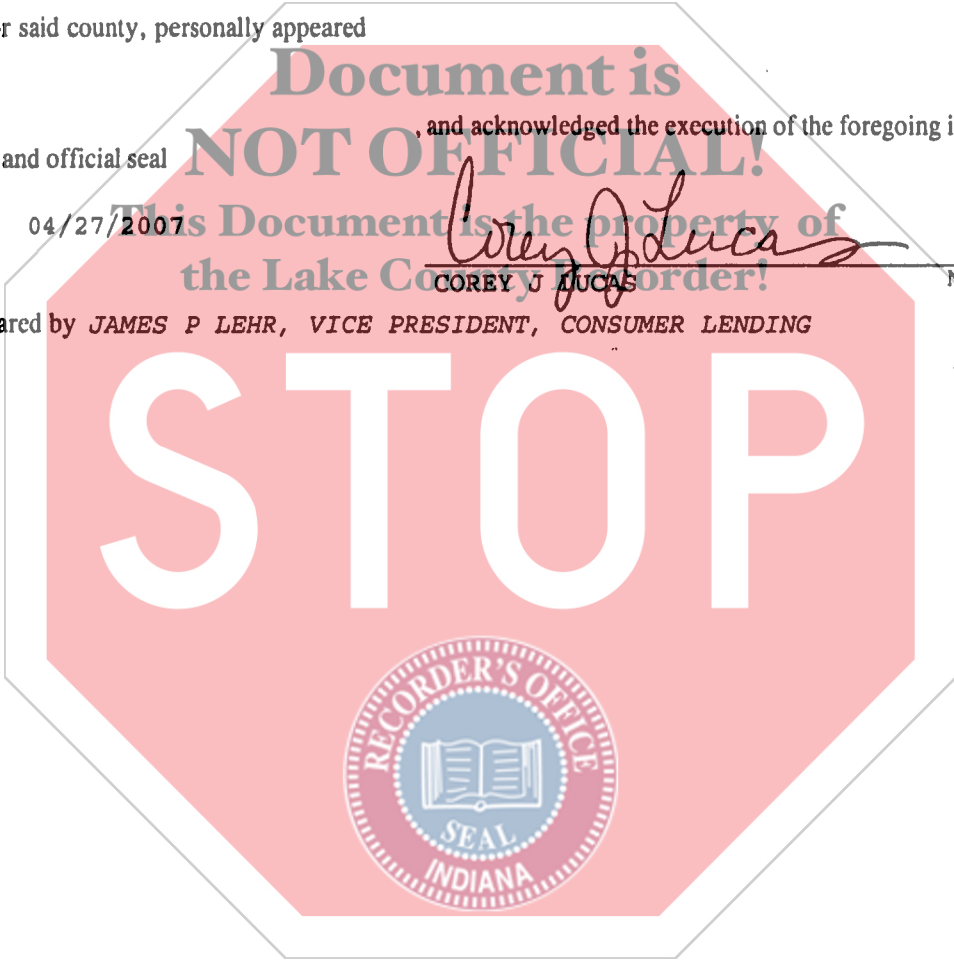 r said county, personally appeared
Document is
, and acknowledged the execution of the foregoing i
NOT OFFICIAL!
and official seal
This Document is the property of
04/27/2007
Corey J Lucas
the Lake County Recorder!
COREY J LUCAS
ared by JAMES P LEHR, VICE PRESIDENT, CONSUMER LENDING
STOP
RECORDER'S OFFICE
SEAL
INDIANA